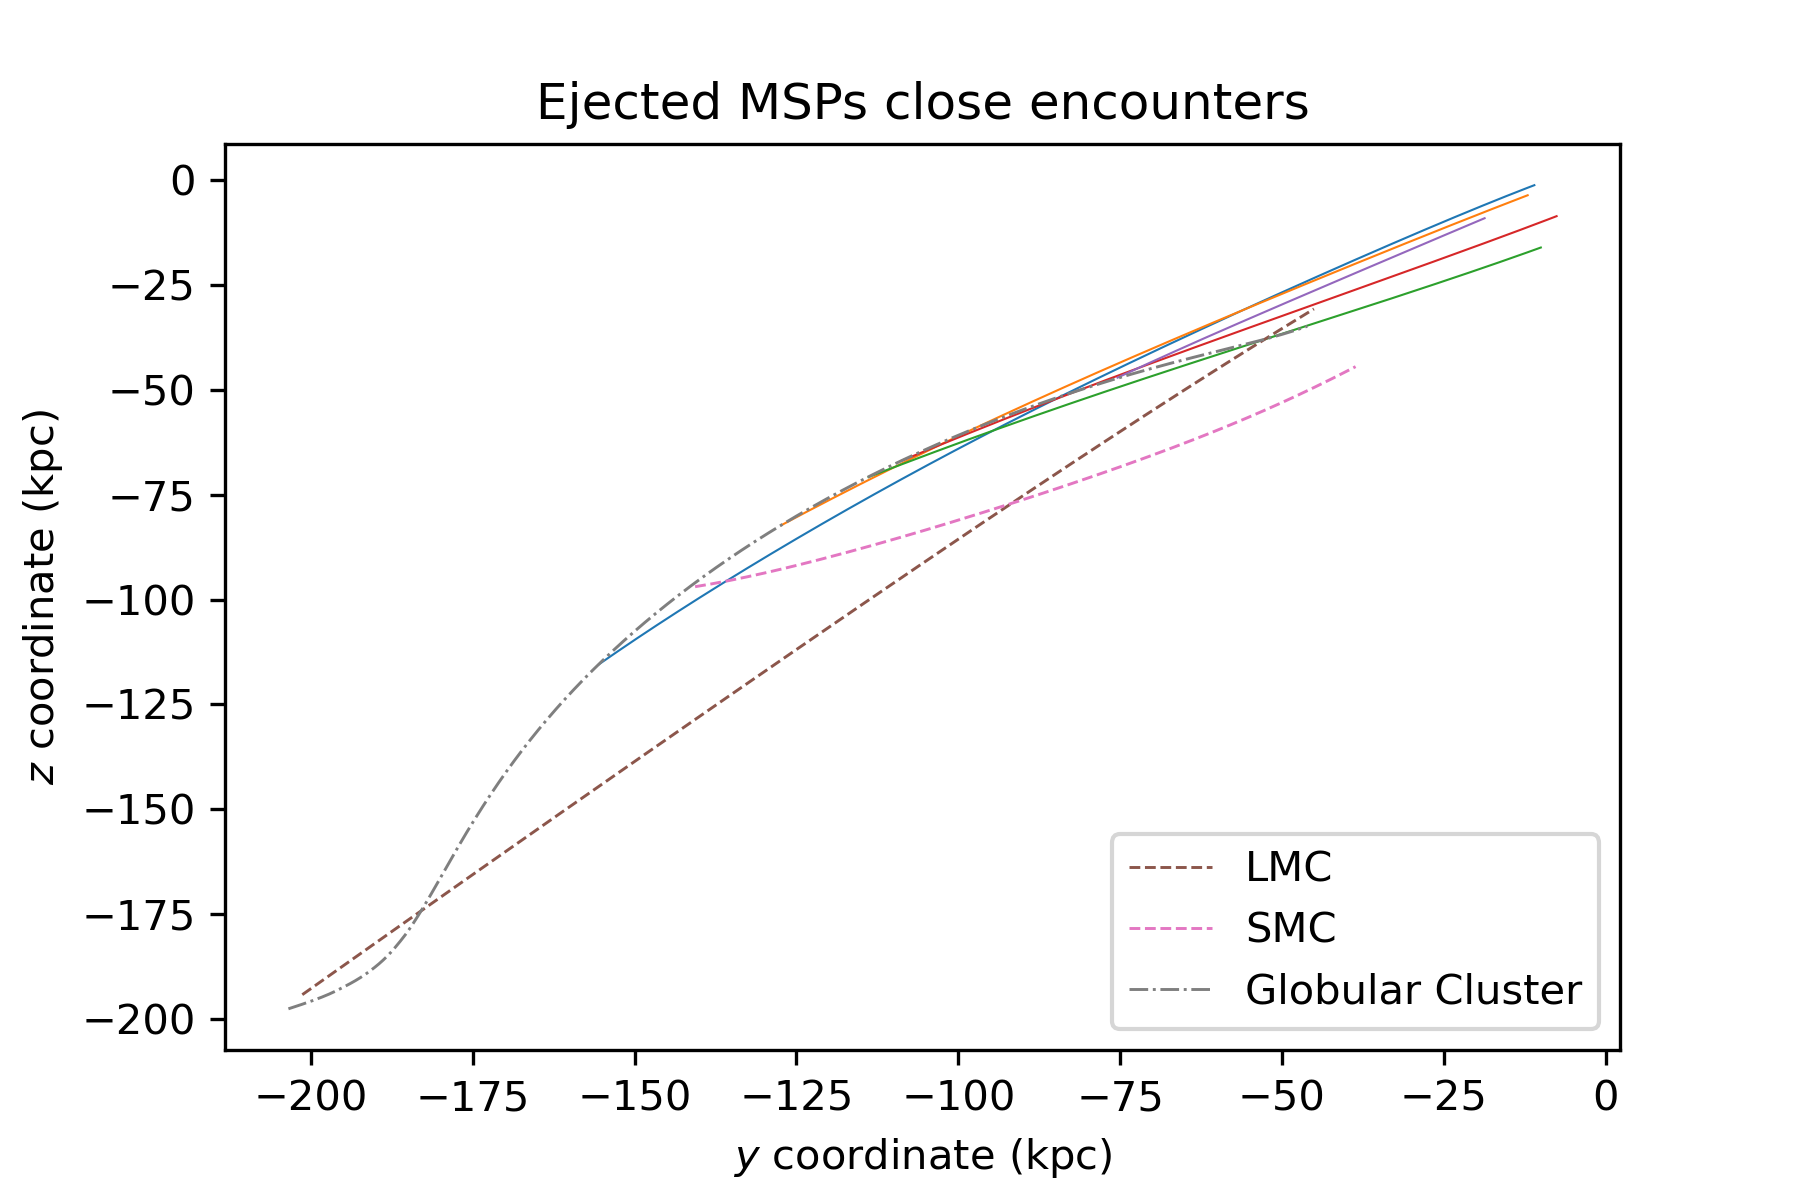 Ejected MSPs close encounters
0
−25
−50
−75
−100
−125
−150
−175
−200
z coordinate (kpc)
−200 −175 −150 −125 −100 −75 −50 −25 0
y coordinate (kpc)
LMC
SMC
Globular Cluster